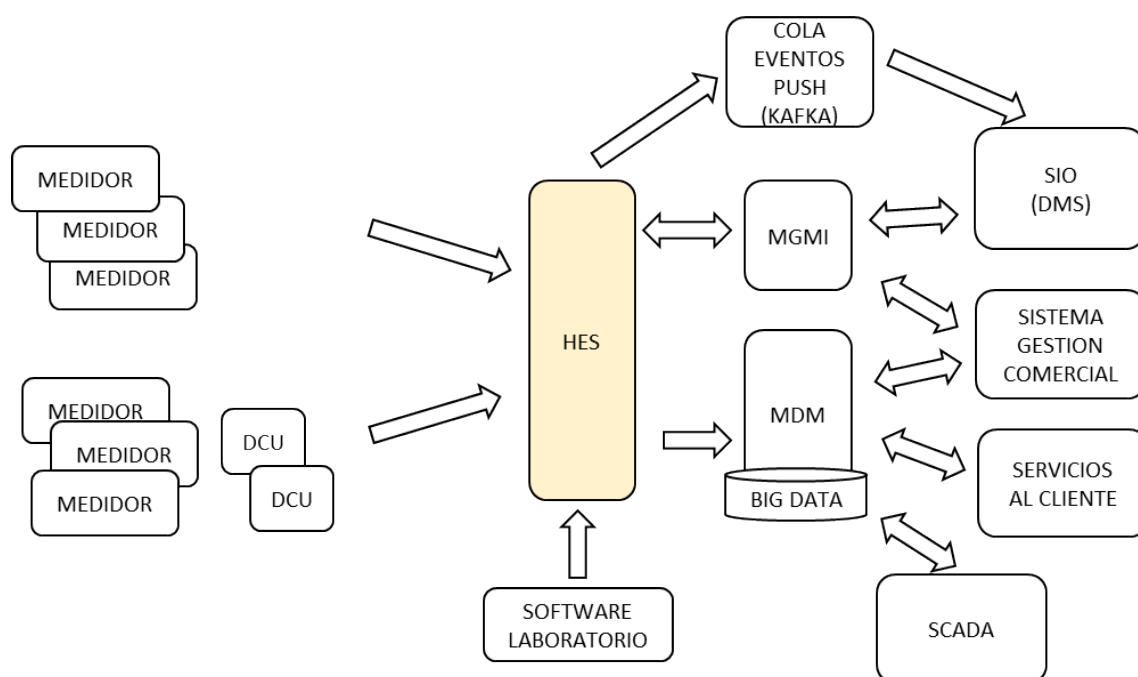 COLA
EVENTOS
PUSH
(KAFKA)
MEDIDOR
MEDIDOR
MEDIDOR
SIO
(DMS)
MGMI
HES
SISTEMA
GESTION
COMERCIAL
MEDIDOR
MEDIDOR
MEDIDOR
DCU
DCU
MDM
BIG DATA
SERVICIOS
AL CLIENTE
SOFTWARE
LABORATORIO
SCADA